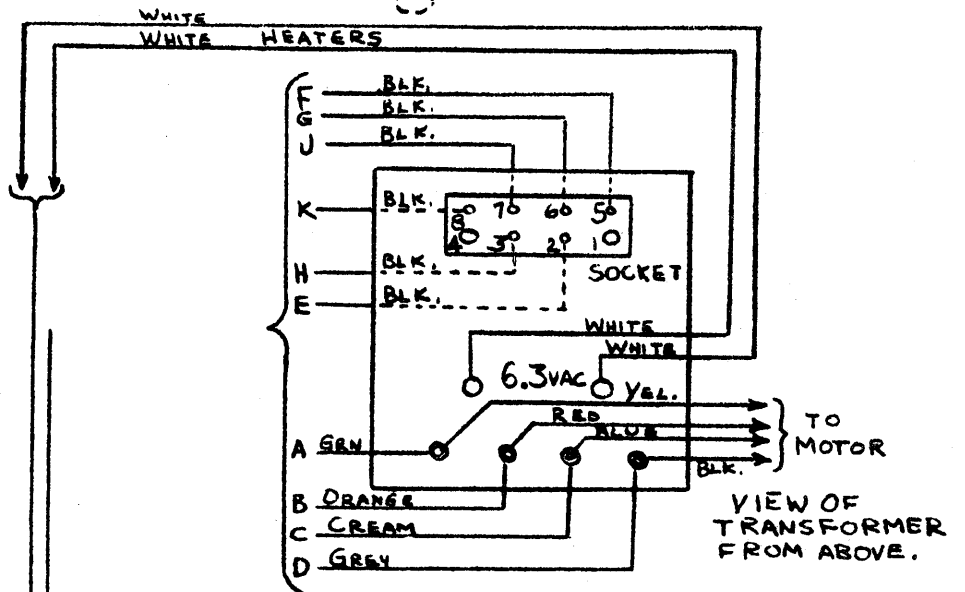 WHITE
WHITE HEATERS
F BLK.
G BLK.
J BLK.
K BLK.
8 7 6 5
4 3 2 1
H BLK.
SOCKET
E BLK.
WHITE
WHITE
6.3VAC
YEL.
RED
BLUE
TO
MOTOR
A GRN
BLK.
B ORANGE
C CREAM
D GREY
VIEW OF
TRANSFORMER
FROM ABOVE.